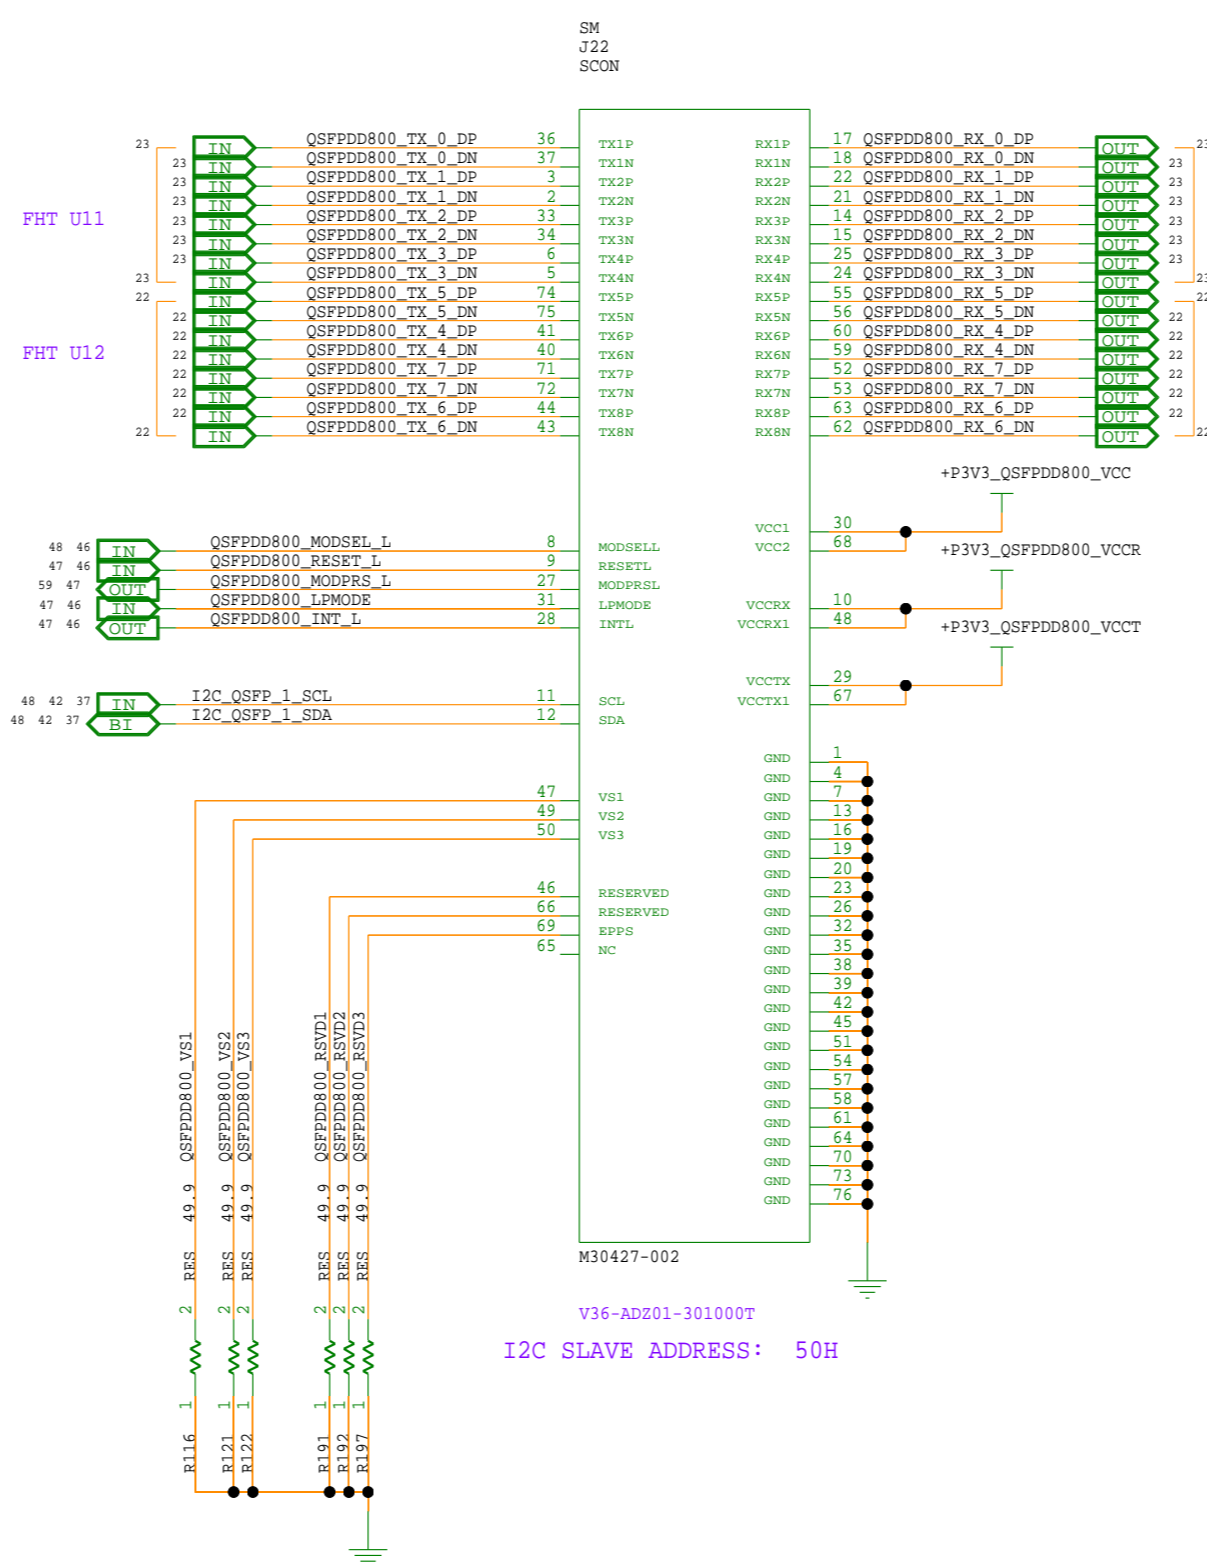 SM
J22
SCON
23 IN QSFPDD800_TX_0_DP 36 TX1P RX1P 17 QSFPDD800_RX_0_DP OUT 23
23 IN QSFPDD800_TX_0_DN 37 TX1N RX1N 18 QSFPDD800_RX_0_DN OUT 23
23 IN QSFPDD800_TX_1_DP 3 TX2P RX2P 22 QSFPDD800_RX_1_DP OUT 23
23 IN QSFPDD800_TX_1_DN 2 TX2N RX2N 21 QSFPDD800_RX_1_DN OUT 23
FHT U11
23 IN QSFPDD800_TX_2_DP 33 TX3P RX3P 14 QSFPDD800_RX_2_DP OUT 23
23 IN QSFPDD800_TX_2_DN 34 TX3N RX3N 15 QSFPDD800_RX_2_DN OUT 23
23 IN QSFPDD800_TX_3_DP 6 TX4P RX4P 25 QSFPDD800_RX_3_DP OUT 23
23 IN QSFPDD800_TX_3_DN 5 TX4N RX4N 24 QSFPDD800_RX_3_DN OUT 23
22 IN QSFPDD800_TX_5_DP 74 TX5P RX5P 55 QSFPDD800_RX_5_DP OUT 22
22 IN QSFPDD800_TX_5_DN 75 TX5N RX5N 56 QSFPDD800_RX_5_DN OUT 22
22 IN QSFPDD800_TX_4_DP 41 TX6P RX6P 60 QSFPDD800_RX_4_DP OUT 22
FHT U12
22 IN QSFPDD800_TX_4_DN 40 TX6N RX6N 59 QSFPDD800_RX_4_DN OUT 22
22 IN QSFPDD800_TX_7_DP 71 TX7P RX7P 52 QSFPDD800_RX_7_DP OUT 22
22 IN QSFPDD800_TX_7_DN 72 TX7N RX7N 53 QSFPDD800_RX_7_DN OUT 22
22 IN QSFPDD800_TX_6_DP 44 TX8P RX8P 63 QSFPDD800_RX_6_DP OUT 22
22 IN QSFPDD800_TX_6_DN 43 TX8N RX8N 62 QSFPDD800_RX_6_DN OUT 22
+P3V3_QSFPDD800_VCC
VCC1 30
48 46 IN QSFPDD800_MODSEL_L 8 MODSELL VCC2 68
+P3V3_QSFPDD800_VCCR
47 46 IN QSFPDD800_RESET_L 9 RESETL
59 47 OUT QSFPDD800_MODPRS_L 27 MODPRSL
47 46 IN QSFPDD800_LPMODE 31 LPMODE VCCRX 10
47 46 OUT QSFPDD800_INT_L 28 INTL VCCRX1 48
+P3V3_QSFPDD800_VCCT
VCCTX 29
48 42 37 IN I2C_QSFP_1_SCL 11 SCL VCCTX1 67
48 42 37 BI I2C_QSFP_1_SDA 12 SDA
GND 1
GND 4
47 VS1 GND 7
49 VS2 GND 13
50 VS3 GND 16
GND 19
GND 20
46 RESERVED GND 23
66 RESERVED GND 26
69 EPPS GND 32
65 NC GND 35
GND 38
GND 39
GND 42
GND 45
GND 51
GND 54
GND 57
GND 58
GND 61
GND 64
GND 70
GND 73
GND 76
R116 1 2 RES 49.9 QSFPDD800_VS1
R121 1 2 RES 49.9 QSFPDD800_VS2
R122 1 2 RES 49.9 QSFPDD800_VS3
R191 1 2 RES 49.9 QSFPDD800_RSVD1
R192 1 2 RES 49.9 QSFPDD800_RSVD2
R197 1 2 RES 49.9 QSFPDD800_RSVD3
M30427-002
V36-ADZ01-301000T
I2C SLAVE ADDRESS: 50H